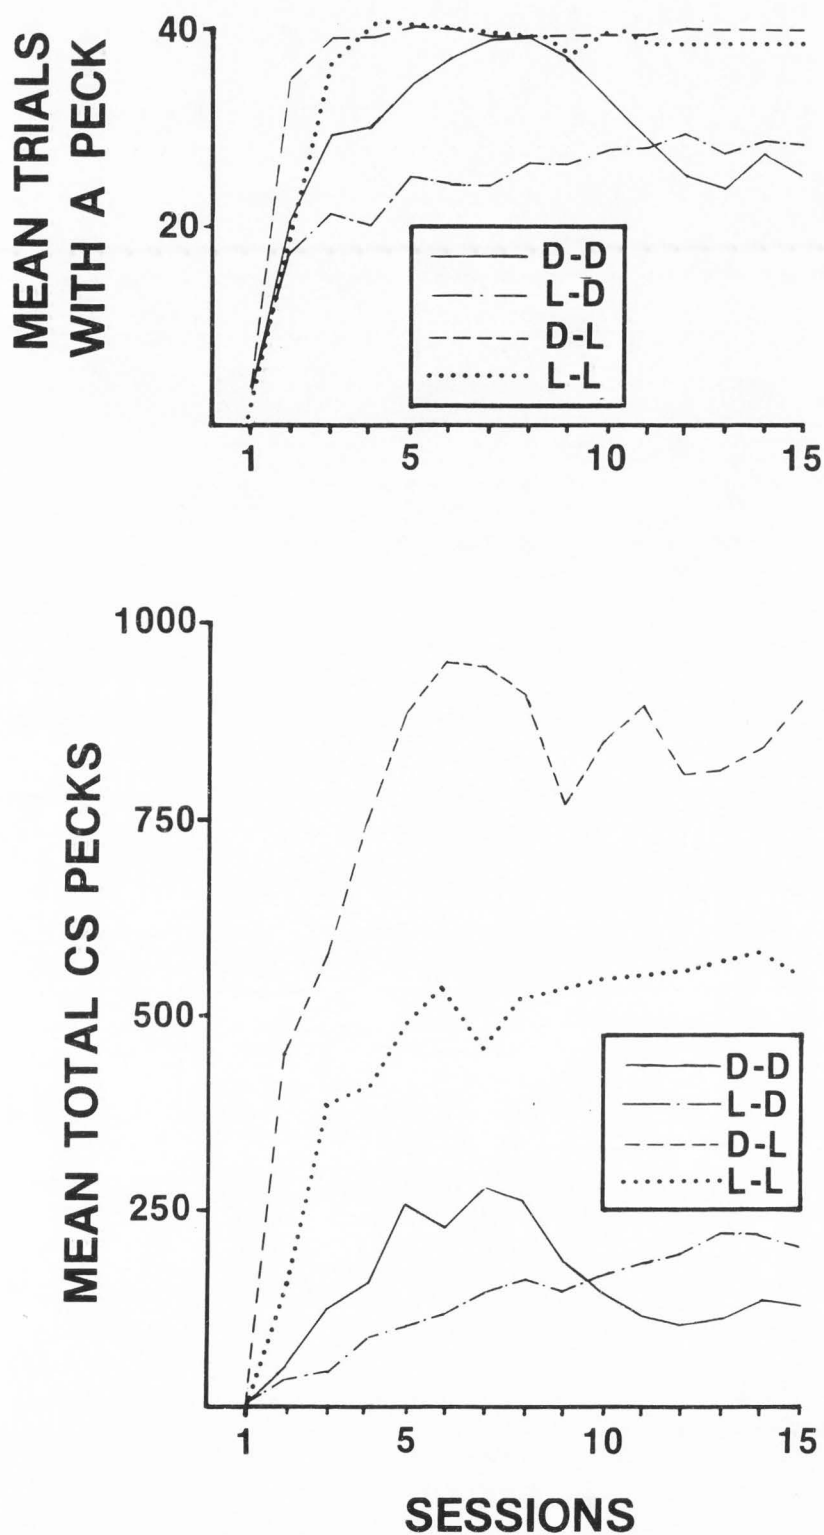 MEAN TRIALS
WITH A PECK
40
20
D-D
L-D
D-L
L-L
1 5 10 15
MEAN TOTAL CS PECKS
1000
750
500
250
D-D
L-D
D-L
L-L
1 5 10 15
SESSIONS